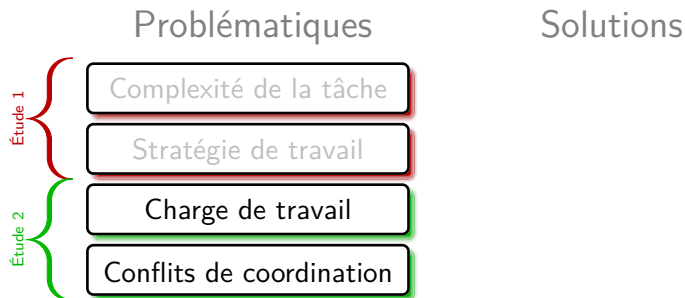 Problématiques
Solutions
Étude 1
Complexité de la tâche
Stratégie de travail
Étude 2
Charge de travail
Conflits de coordination